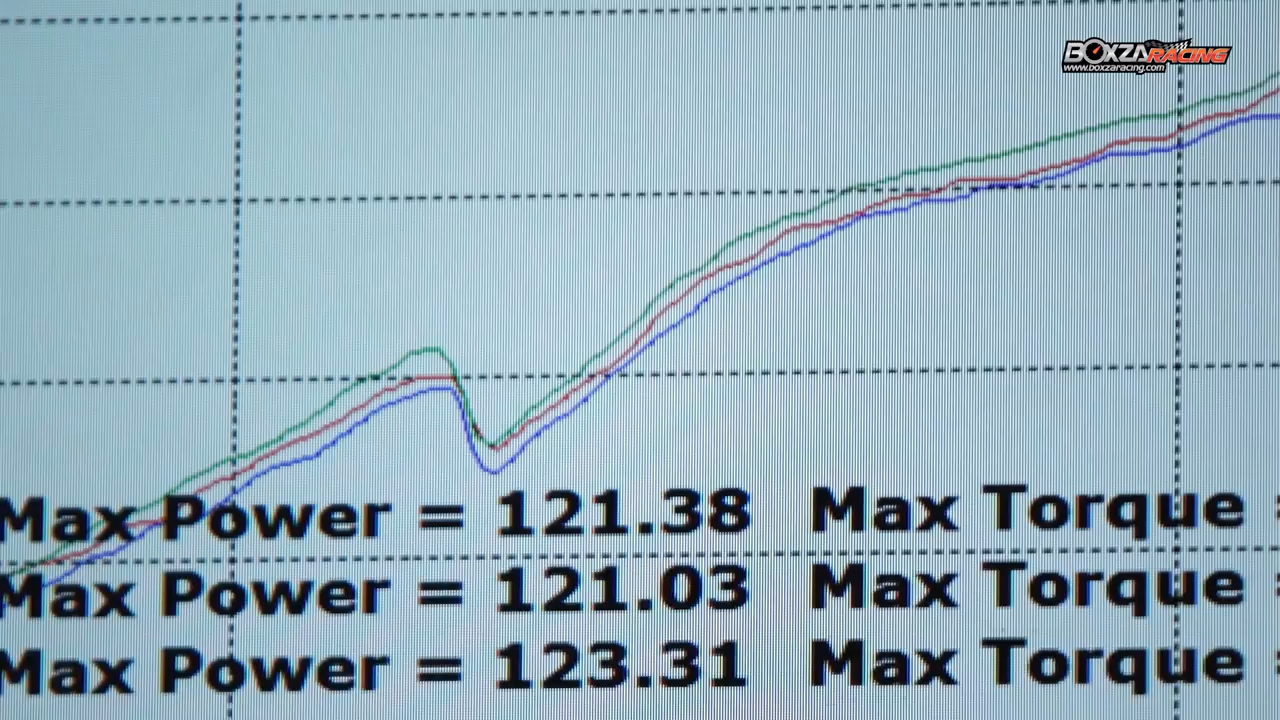 BOXZARACING
www.boxzaracing.com
Max Power = 121.38 Max Torque =
Max Power = 121.03 Max Torque =
Max Power = 123.31 Max Torque =